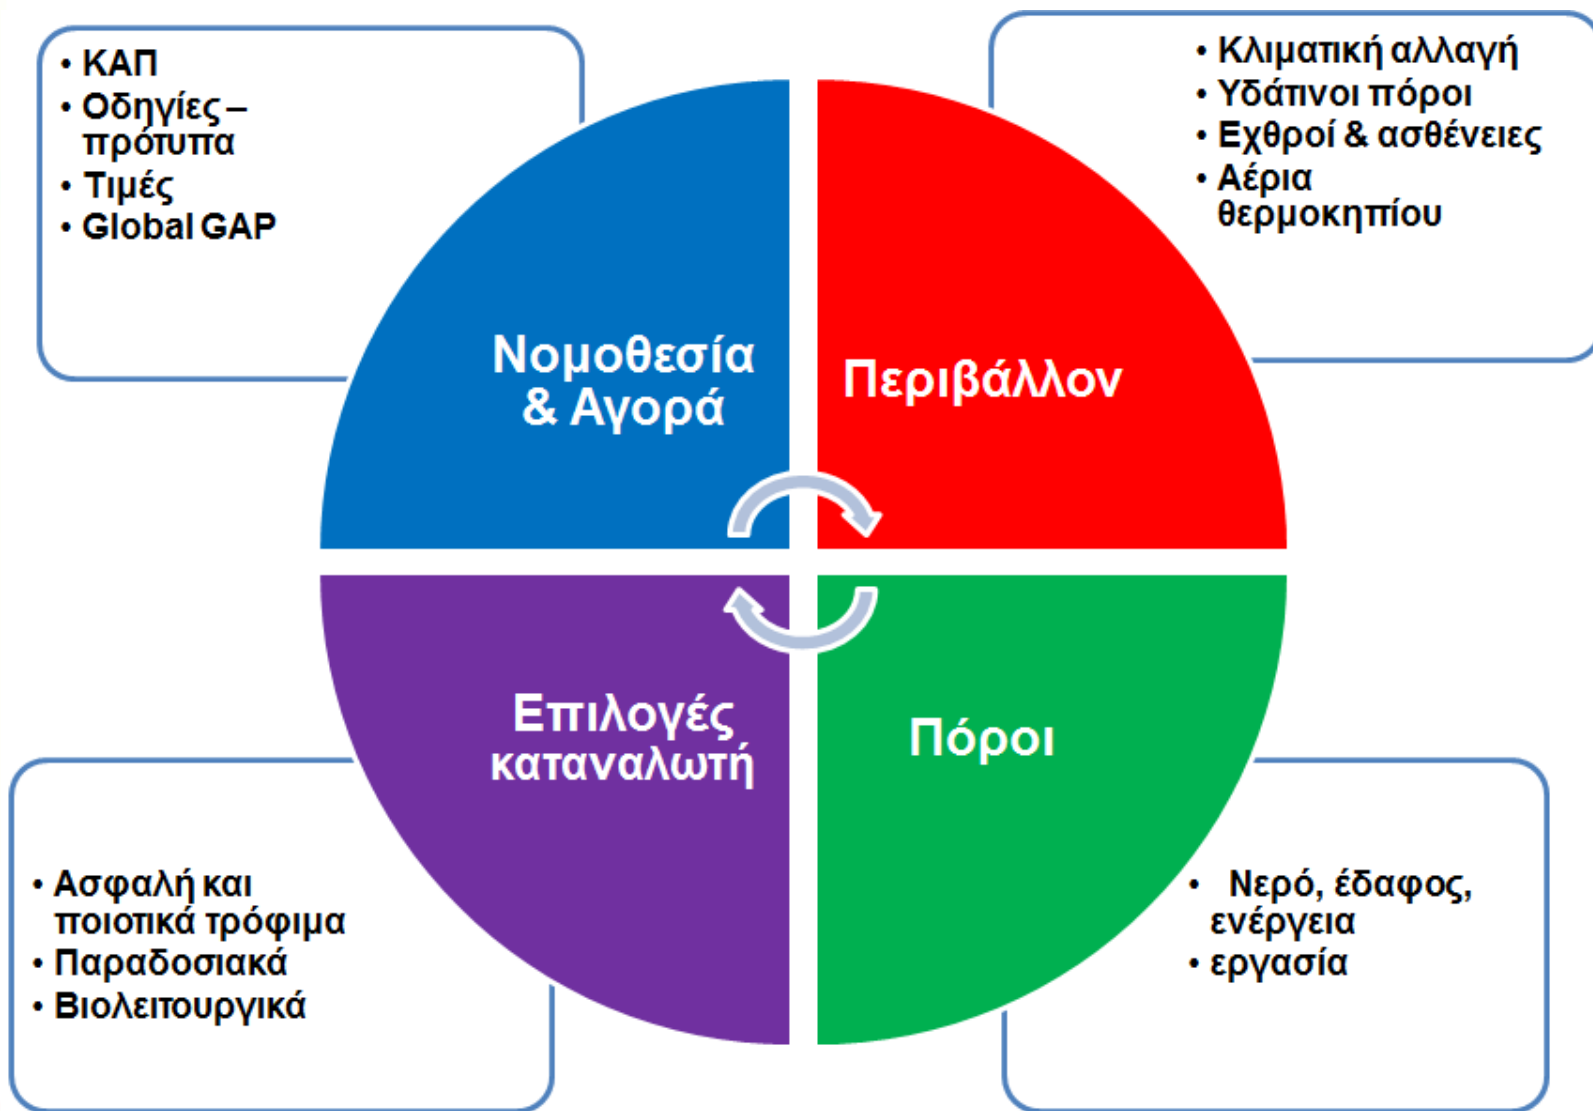 • ΚΑΠ
• Οδηγίες –
πρότυπα
• Τιμές
• Global GAP
• Κλιματική αλλαγή
• Υδάτινοι πόροι
• Εχθροί & ασθένειες
• Αέρια
θερμοκηπίου
Νομοθεσία
& Αγορά
Περιβάλλον
Επιλογές
καταναλωτή
Πόροι
• Ασφαλή και
ποιοτικά τρόφιμα
• Παραδοσιακά
• Βιολειτουργικά
• Νερό, έδαφος,
ενέργεια
• εργασία